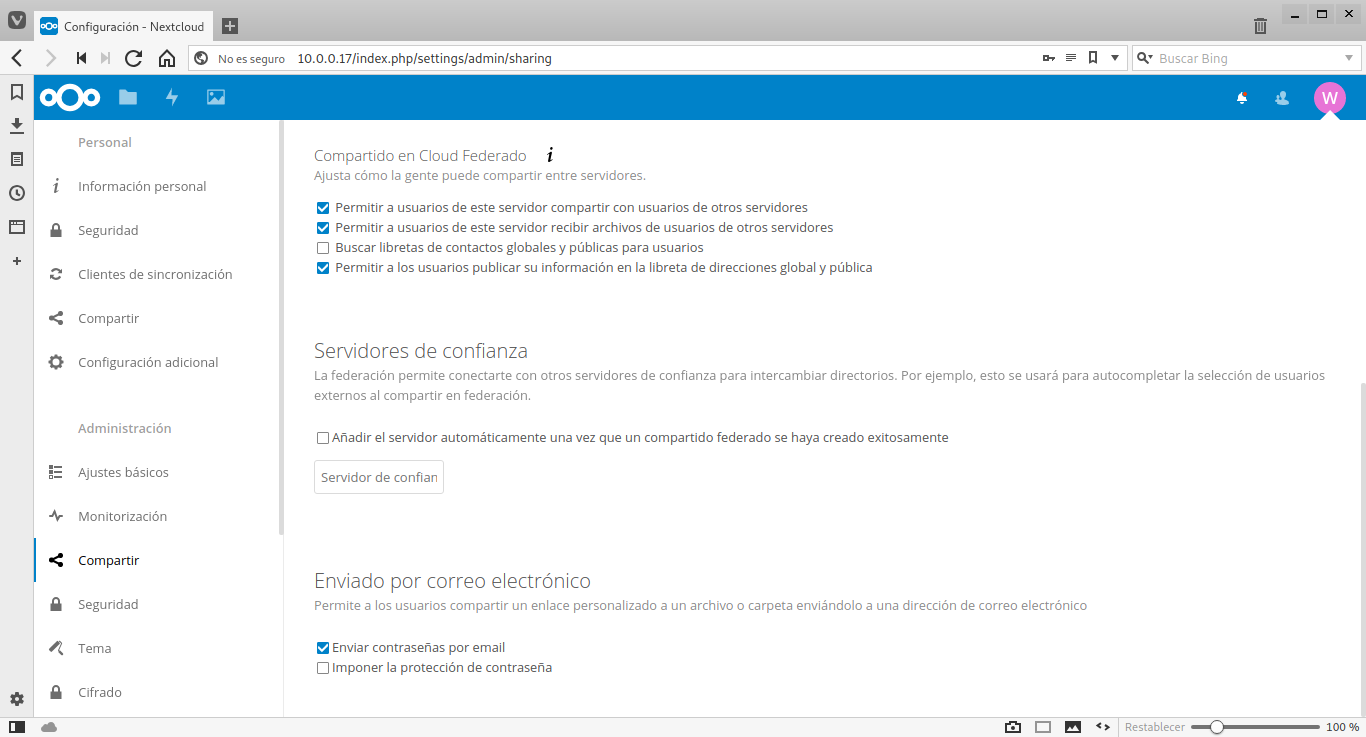 Configuración - Nextcloud
No es seguro 10.0.0.17/index.php/settings/admin/sharing
Buscar Bing
W
Personal
Información personal
Seguridad
Clientes de sincronización
Compartir
Configuración adicional
Administración
Ajustes básicos
Monitorización
Compartir
Seguridad
Tema
Cifrado
Compartido en Cloud Federado
Ajusta cómo la gente puede compartir entre servidores.
Permitir a usuarios de este servidor compartir con usuarios de otros servidores
Permitir a usuarios de este servidor recibir archivos de usuarios de otros servidores
Buscar libretas de contactos globales y públicas para usuarios
Permitir a los usuarios publicar su información en la libreta de direcciones global y pública
Servidores de confianza
La federación permite conectarte con otros servidores de confianza para intercambiar directorios. Por ejemplo, esto se usará para autocompletar la selección de usuarios
externos al compartir en federación.
Añadir el servidor automáticamente una vez que un compartido federado se haya creado exitosamente
Servidor de confian
Enviado por correo electrónico
Permite a los usuarios compartir un enlace personalizado a un archivo o carpeta enviándolo a una dirección de correo electrónico
Enviar contraseñas por email
Imponer la protección de contraseña
Restablecer 100 %